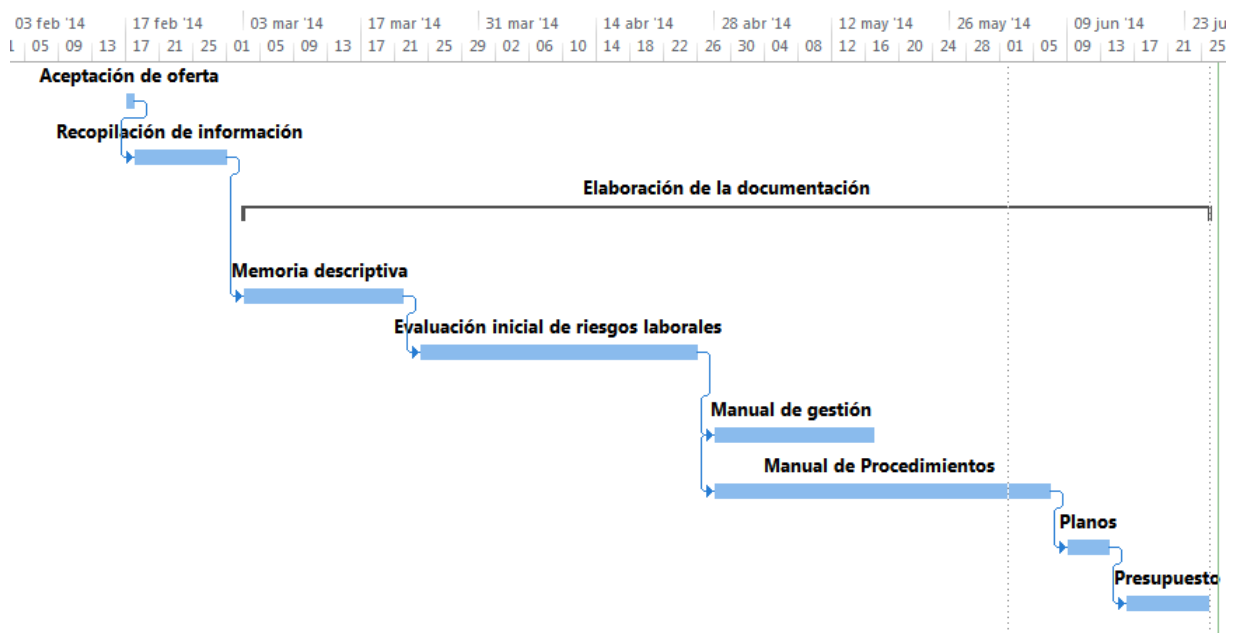 03 feb '14 17 feb '14 03 mar '14 17 mar '14 31 mar '14 14 abr '14 28 abr '14 12 may '14 26 may '14 09 jun '14 23 ju
1 05 09 13 17 21 25 01 05 09 13 17 21 25 29 02 06 10 14 18 22 26 30 04 08 12 16 20 24 28 01 05 09 13 17 21 25
Aceptación de oferta
Recopilación de información
Elaboración de la documentación
Memoria descriptiva
Evaluación inicial de riesgos laborales
Manual de gestión
Manual de Procedimientos
Planos
Presupuesto